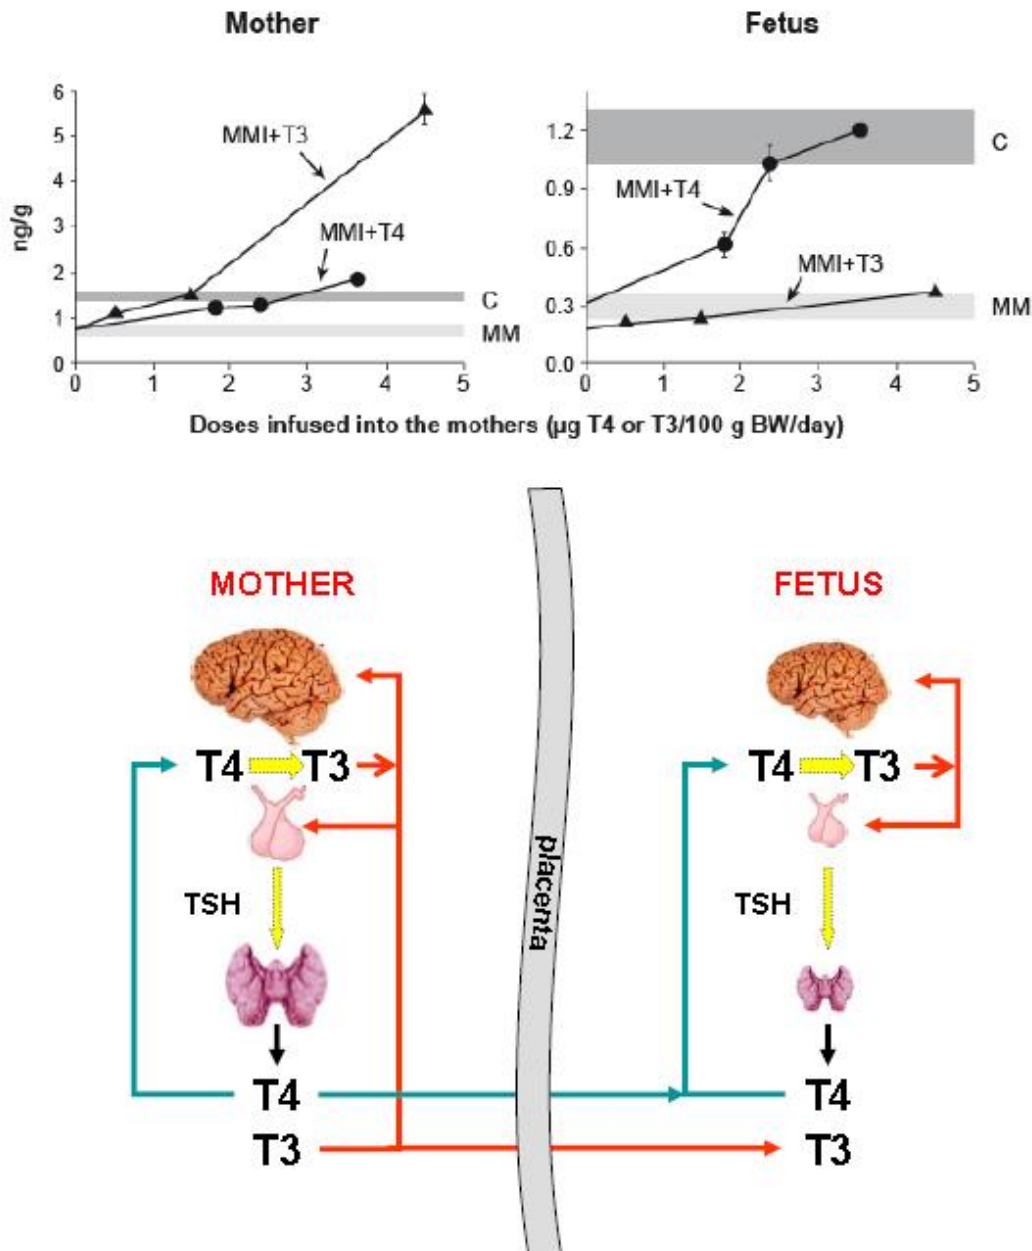 Mother Fetus
6
5
4
3
2
1
0
ng/g
MMI+T3
MMI+T4
C
MM
0 1 2 3 4 5
1.2
0.9
0.6
0.3
0.0
MMI+T4
MMI+T3
C
MM
0 1 2 3 4 5
Doses infused into the mothers (µg T4 or T3/100 g BW/day)
MOTHER FETUS
T4 T3 T4 T3
placenta
TSH TSH
T4 T4
T3 T3